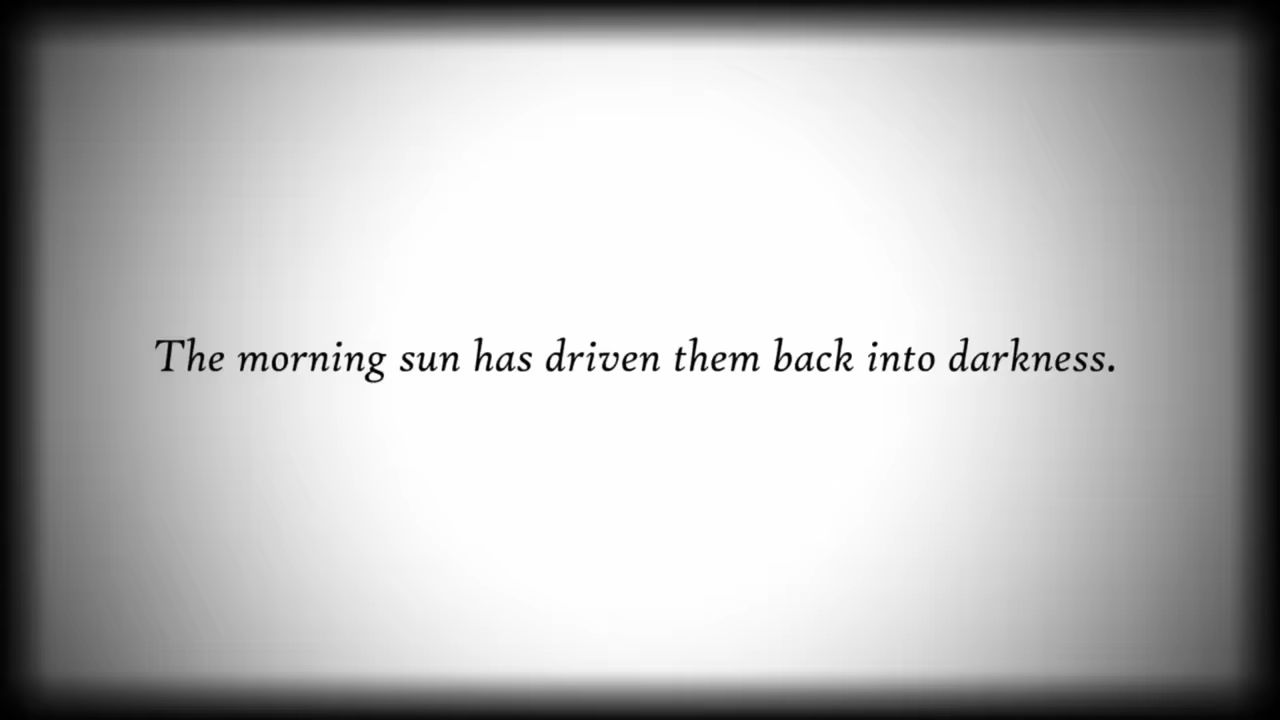 The morning sun has driven them back into darkness.